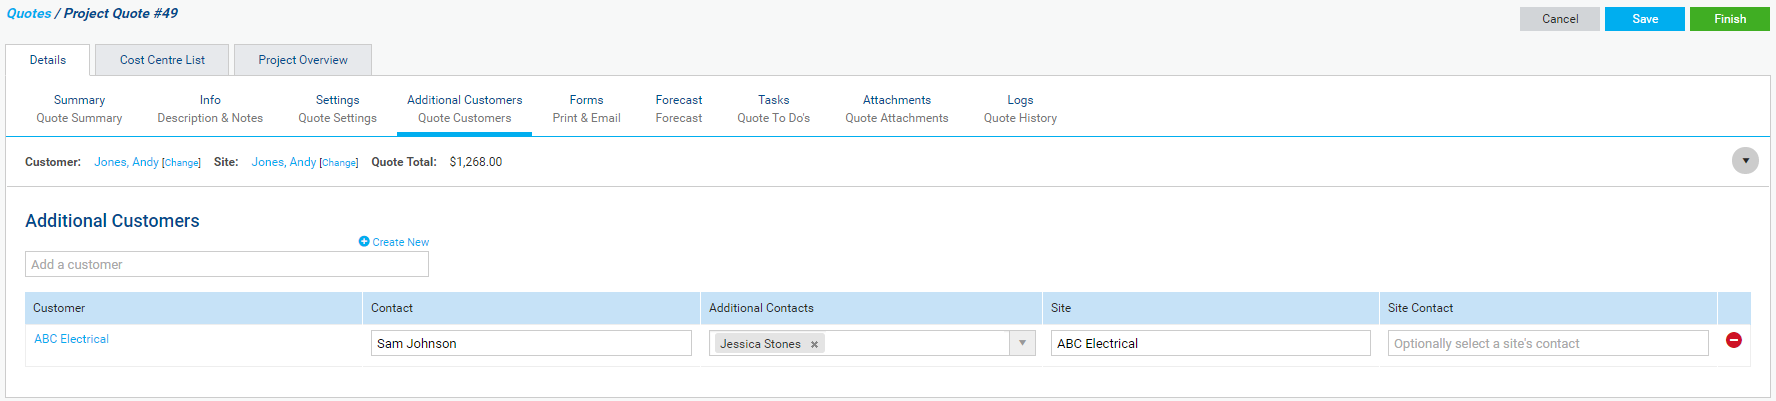 Quotes / Project Quote #49
Cancel Save Finish
Details Cost Centre List Project Overview
Summary Info Settings Additional Customers Forms Forecast Tasks Attachments Logs
Quote Summary Description & Notes Quote Settings Quote Customers Print & Email Forecast Quote To Do's Quote Attachments Quote History
Customer: Jones, Andy [Change] Site: Jones, Andy [Change] Quote Total: $1,268.00
Additional Customers
Create New
Add a customer
Customer Contact Additional Contacts Site Site Contact
ABC Electrical Sam Johnson Jessica Stones ABC Electrical Optionally select a site's contact